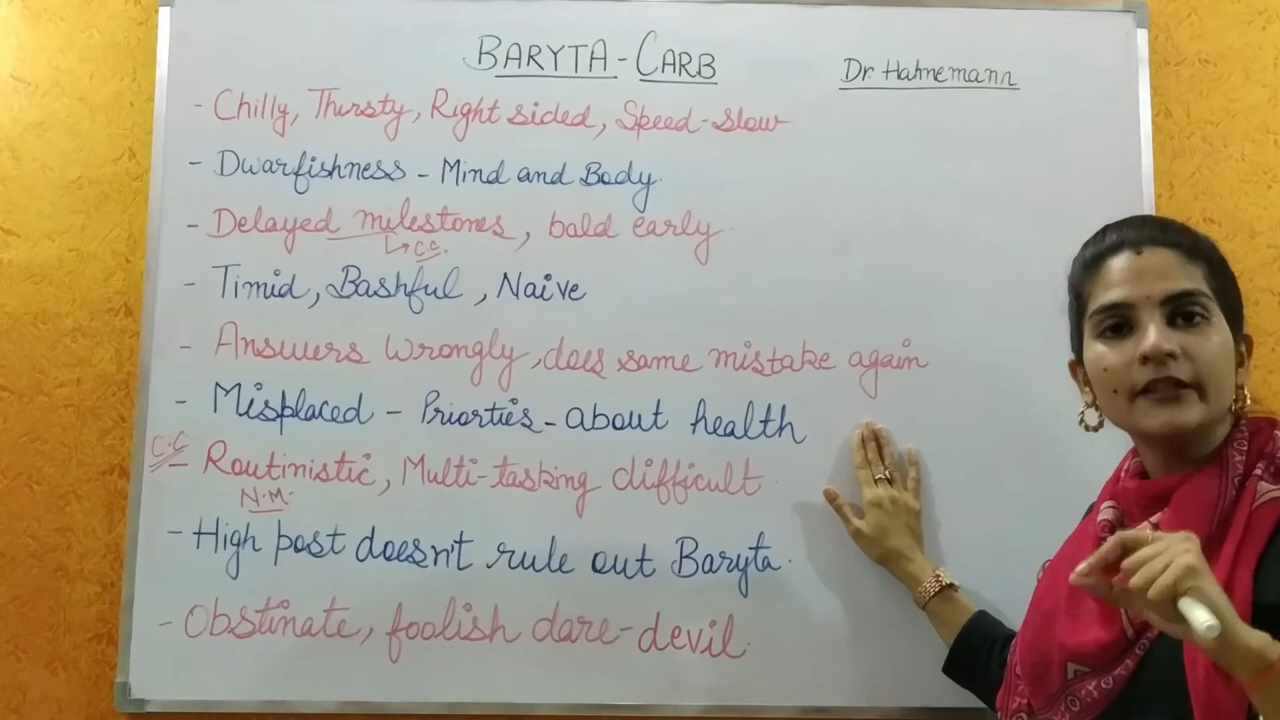 BARYTA-CARB
Dr. Hahnemann
- Chilly, Thirsty, Right sided, Speed-slow
- Dwarfishness - Mind and Body.
- Delayed milestones, bald early.
↳ C.C.
- Timid, Bashful, Naive
- Answers Wrongly, does same mistake again
- Misplaced - Priorties - about health
C.C
- Routinistic, Multi-tasking difficult.
N.M.
- High post doesn't rule out Baryta.
- Obstinate, foolish dare-devil.